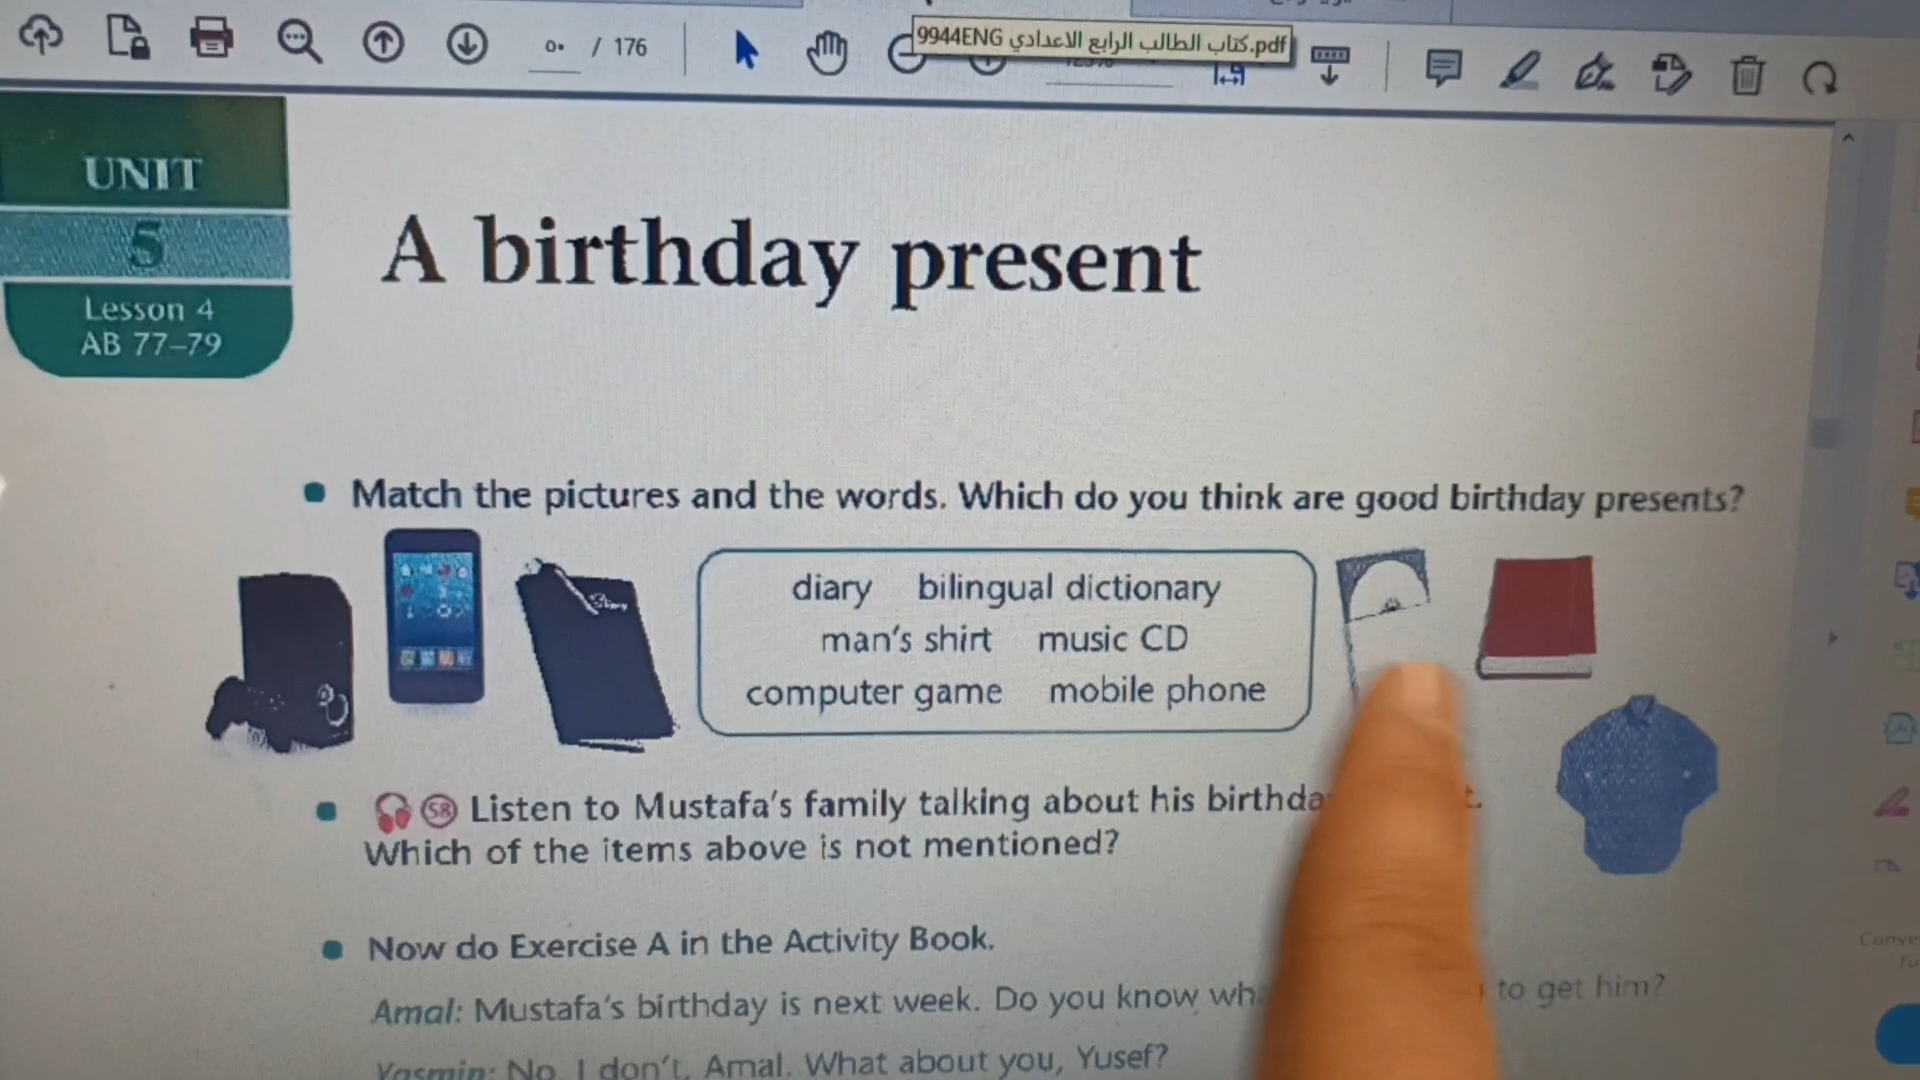 ٥٠ / 176
9944ENG كتاب الطالب الرابع الاعدادي.pdf
UNIT
5
Lesson 4
AB 77–79
A birthday present
Match the pictures and the words. Which do you think are good birthday presents?
diary bilingual dictionary
man's shirt music CD
computer game mobile phone
58 Listen to Mustafa's family talking about his
Which of the items above is not mentioned?
Now do Exercise A in the Activity Book.
Amal: Mustafa's birthday is next week. Do you know to get him?
Yasmin: No, I don't, Amal. What about you, Yusef?